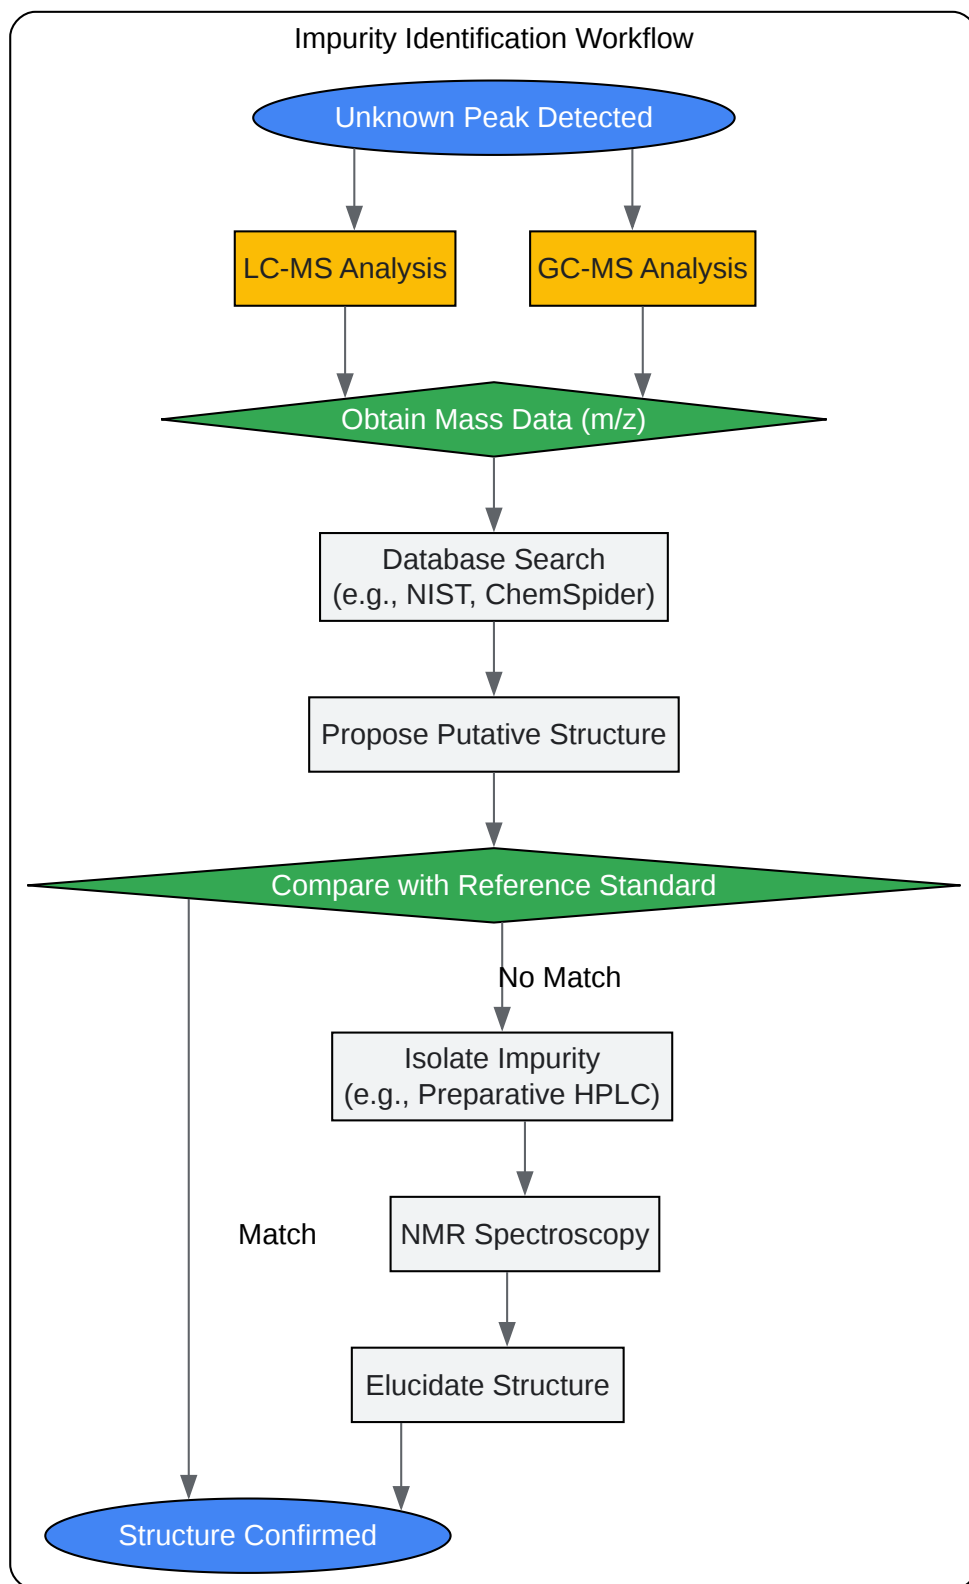 Impurity Identification Workflow
Unknown Peak Detected
LC-MS Analysis
GC-MS Analysis
Obtain Mass Data (m/z)
Database Search
(e.g., NIST, ChemSpider)
Propose Putative Structure
Compare with Reference Standard
No Match
Isolate Impurity
(e.g., Preparative HPLC)
Match
NMR Spectroscopy
Elucidate Structure
Structure Confirmed